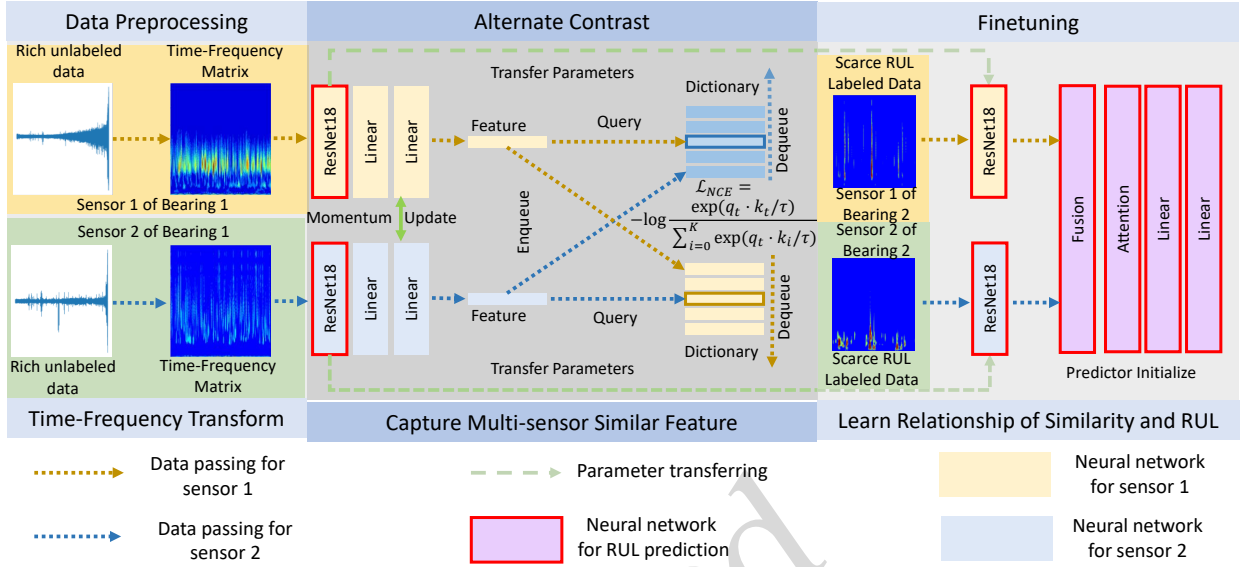 Data Preprocessing
Alternate Contrast
Finetuning
Rich unlabeled
data
Time-Frequency
Matrix
Sensor 1 of Bearing 1
Sensor 2 of Bearing 1
Rich unlabeled
data
Time-Frequency
Matrix
Transfer Parameters
ResNet18
Linear
Linear
Feature
Query
Dictionary
Dequeue
Momentum
Update
Enqueue
ℒ_NCE =
−log exp(q_t · k_t/τ) / ∑_{i=0}^{K} exp(q_t · k_i/τ)
ResNet18
Linear
Linear
Feature
Query
Dictionary
Dequeue
Transfer Parameters
Scarce RUL
Labeled Data
Sensor 1 of
Bearing 2
Sensor 2 of
Bearing 2
Scarce RUL
Labeled Data
ResNet18
ResNet18
Fusion
Attention
Linear
Linear
Predictor Initialize
Time-Frequency Transform
Capture Multi-sensor Similar Feature
Learn Relationship of Similarity and RUL
Data passing for
sensor 1
Parameter transferring
Neural network
for sensor 1
Data passing for
sensor 2
Neural network
for RUL prediction
Neural network
for sensor 2